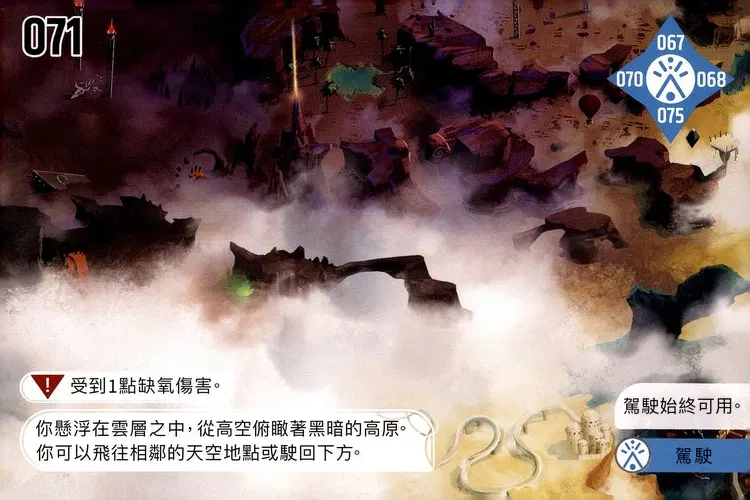 071
067
070 068
075
受到1點缺氧傷害。
你懸浮在雲層之中，從高空俯瞰著黑暗的高原。
你可以飛往相鄰的天空地點或駛回下方。
駕駛始終可用。
駕駛